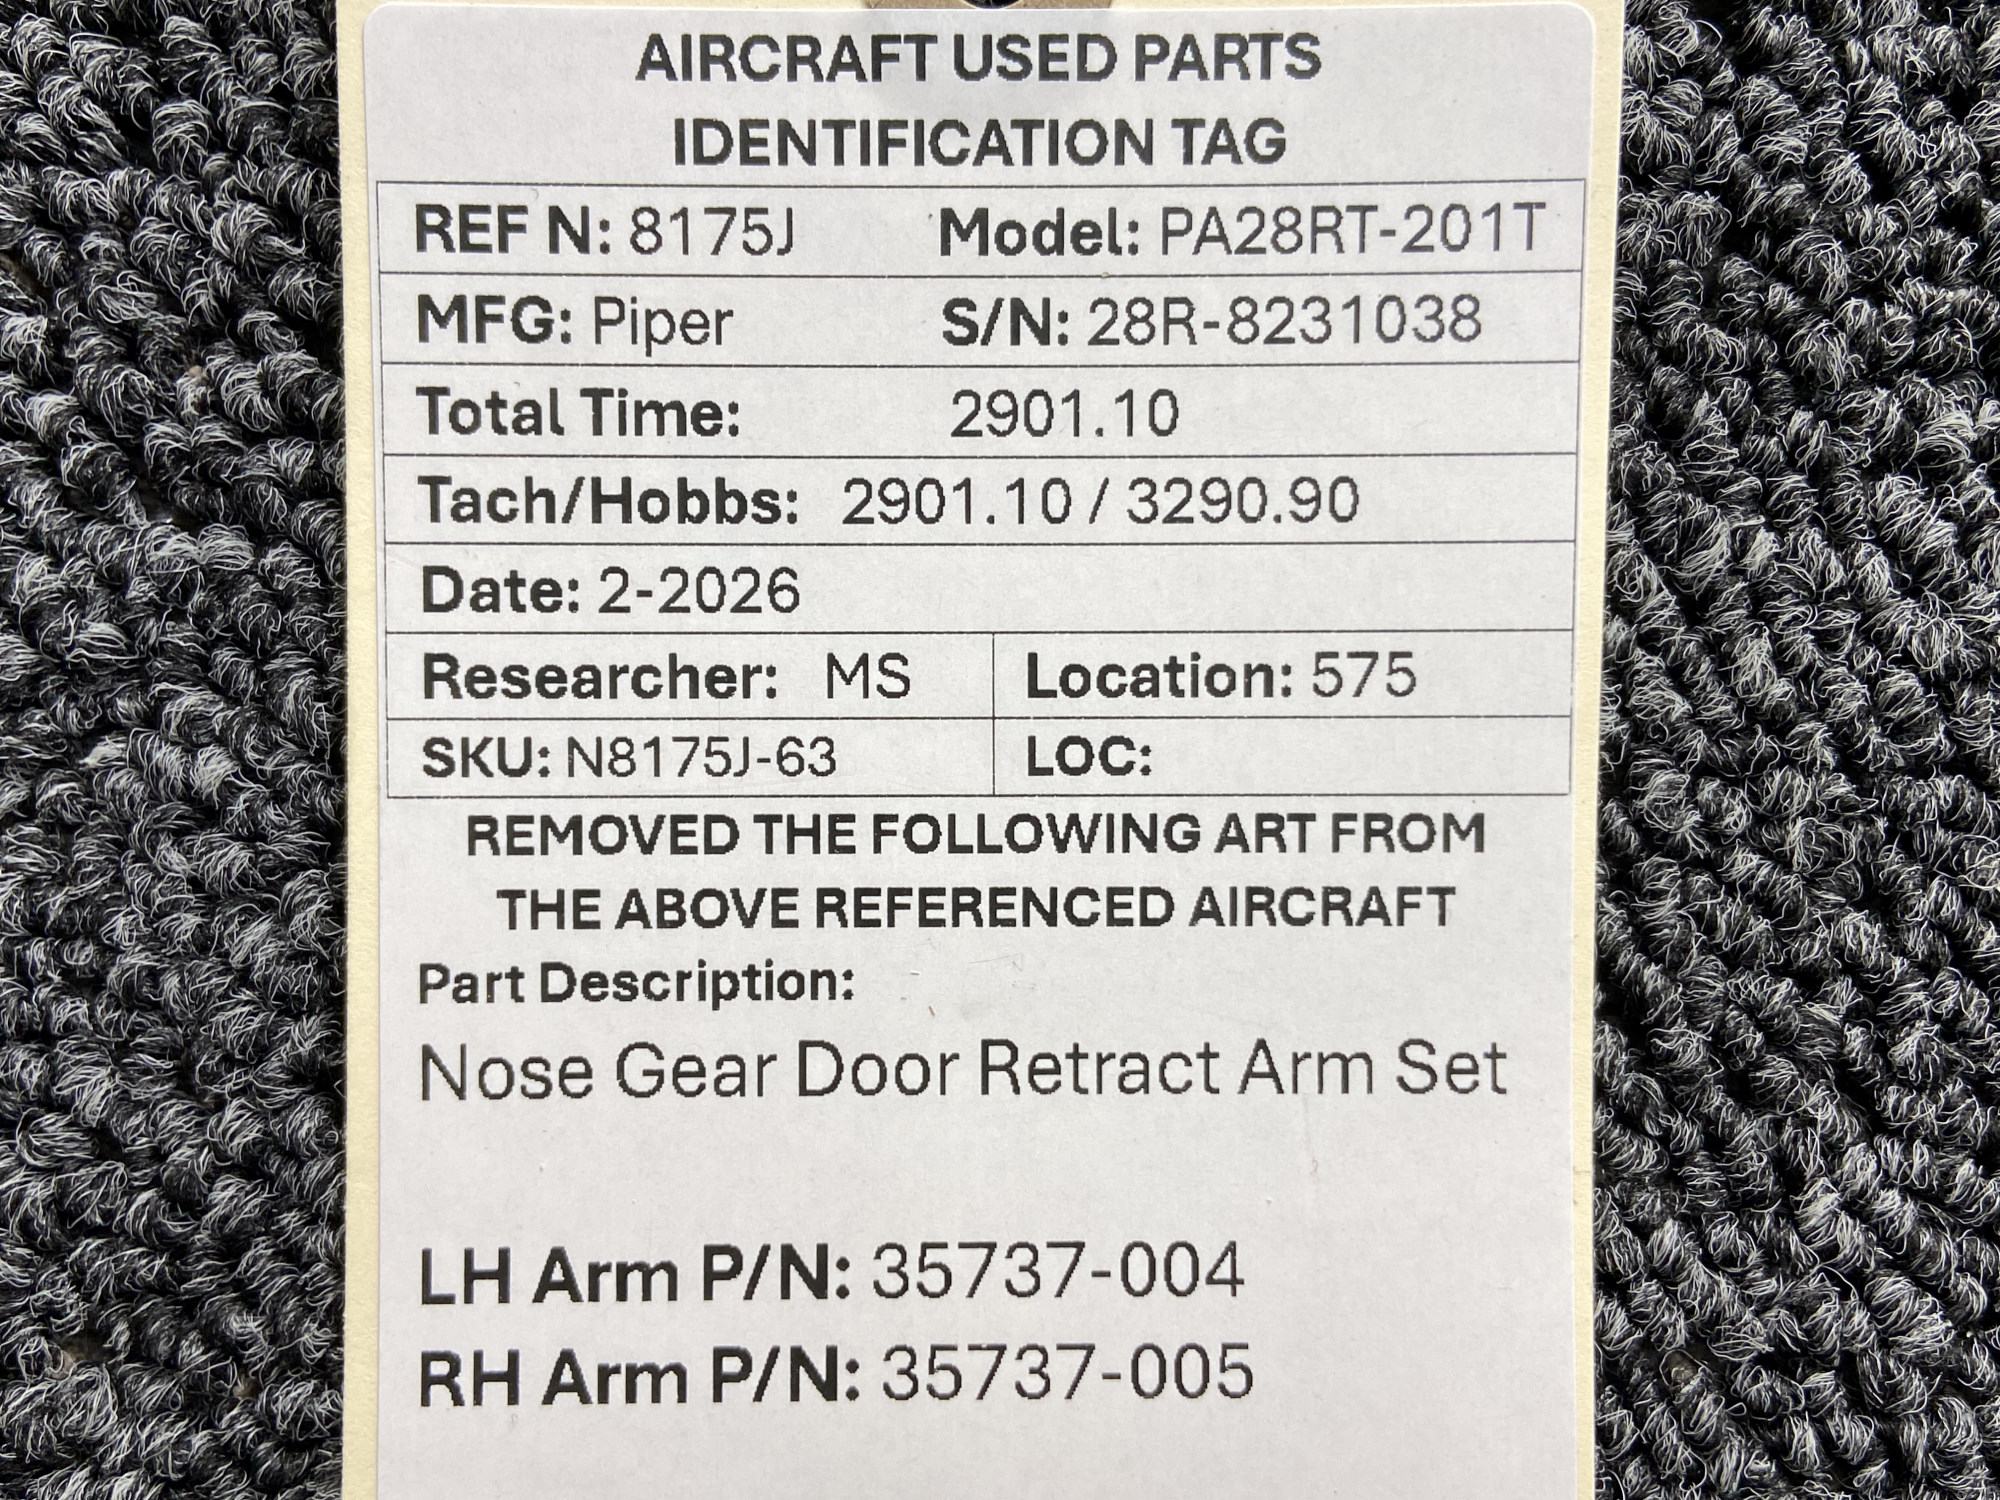 AIRCRAFT USED PARTS
IDENTIFICATION TAG
REF N: 8175J Model: PA28RT-201T
MFG: Piper S/N: 28R-8231038
Total Time: 2901.10
Tach/Hobbs: 2901.10 / 3290.90
Date: 2-2026
Researcher: MS Location: 575
SKU: N8175J-63 LOC:
REMOVED THE FOLLOWING ART FROM
THE ABOVE REFERENCED AIRCRAFT
Part Description:
Nose Gear Door Retract Arm Set
LH Arm P/N: 35737-004
RH Arm P/N: 35737-005